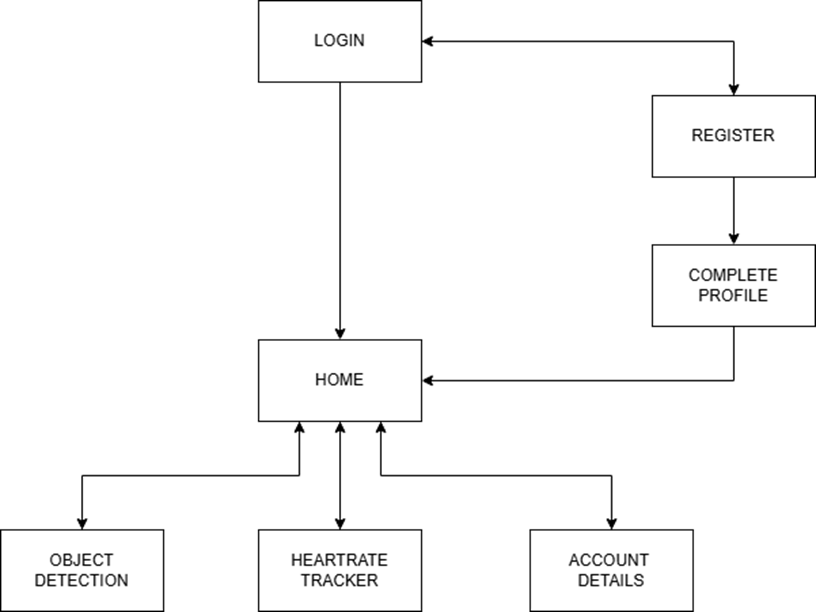 LOGIN
REGISTER
COMPLETE
PROFILE
HOME
OBJECT
DETECTION
HEARTRATE
TRACKER
ACCOUNT
DETAILS